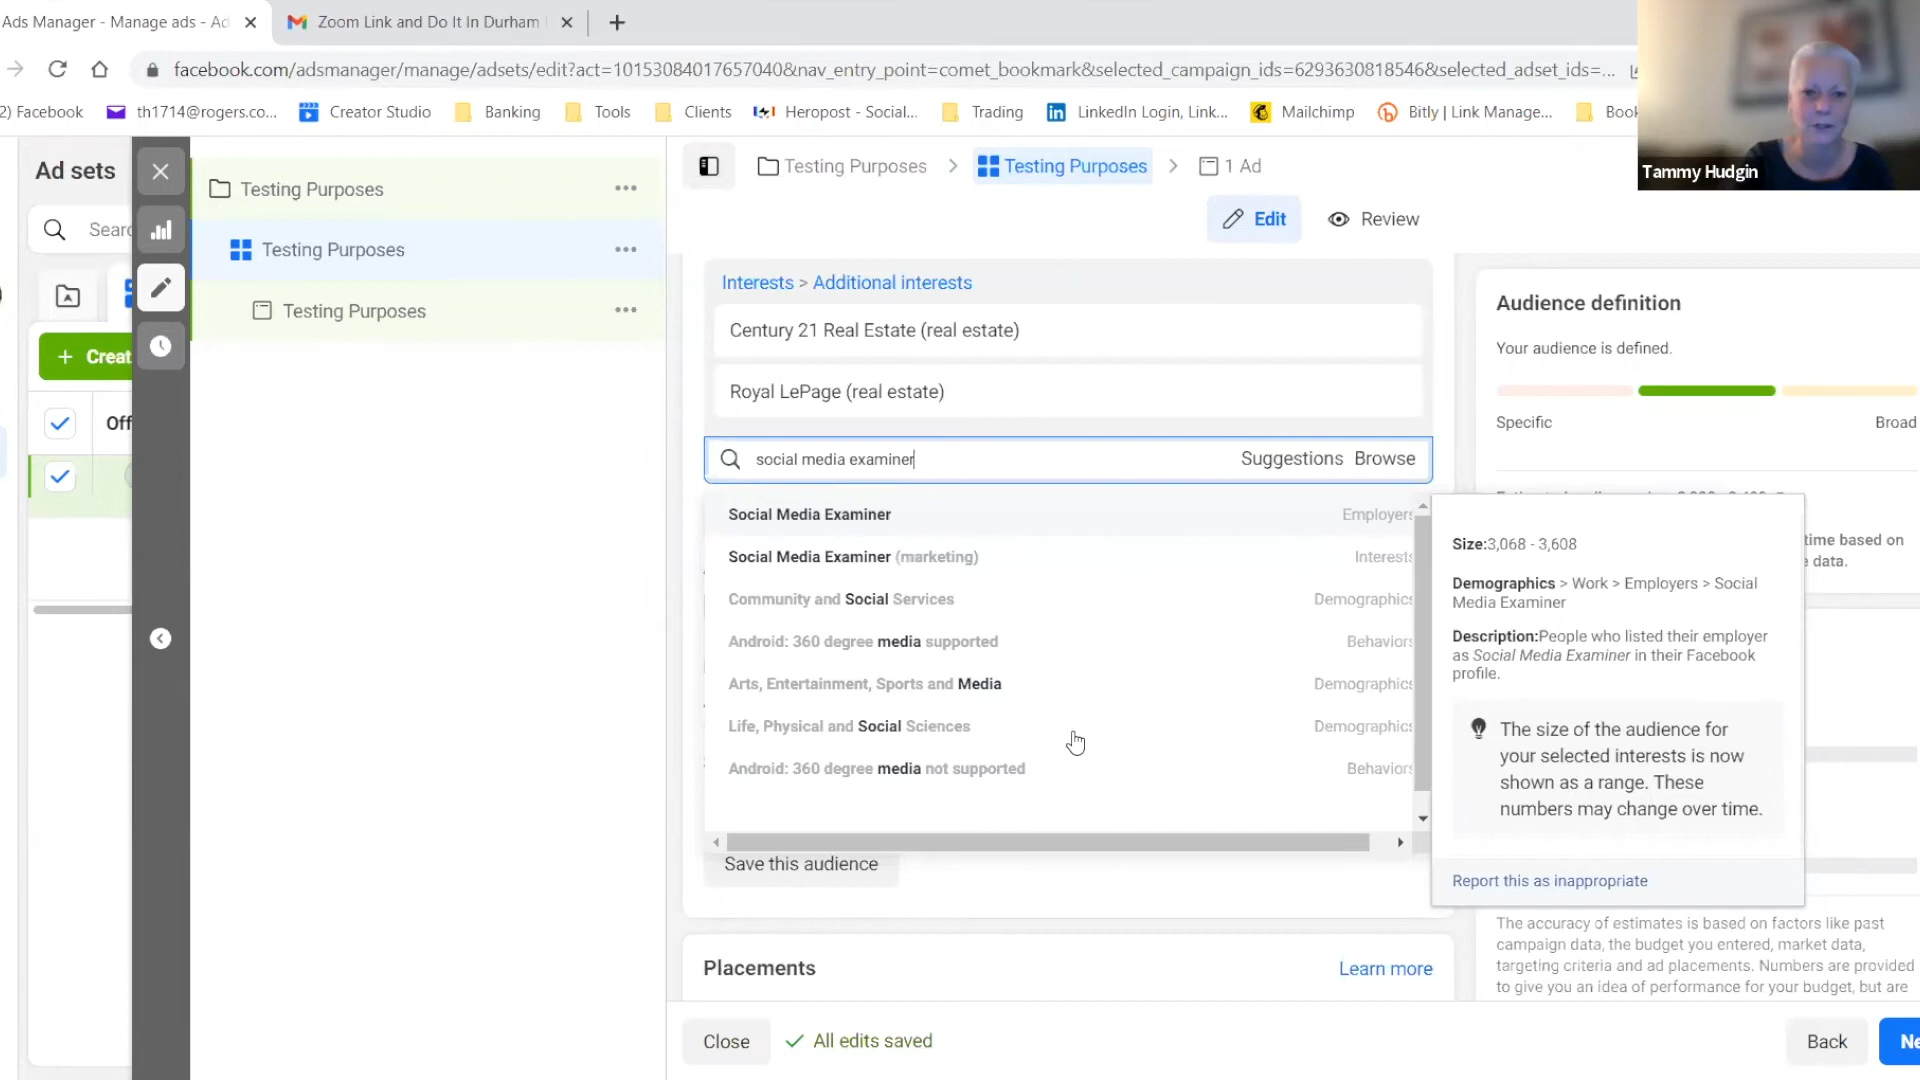 Ads Manager - Manage ads - Ad
Zoom Link and Do It In Durham
facebook.com/adsmanager/manage/adsets/edit?act=10153084017657040&nav_entry_point=comet_bookmark&selected_campaign_ids=6293630818546&selected_adset_ids=...
2) Facebook
th1714@rogers.co...
Creator Studio
Banking
Tools
Clients
Heropost - Social...
Trading
LinkedIn Login, Link...
Mailchimp
Bitly | Link Manage...
Book
Tammy Hudgin
Ad sets
Searc
+ Creat
Off
Testing Purposes
Testing Purposes
Testing Purposes
Testing Purposes > Testing Purposes > 1 Ad
Edit
Review
Interests > Additional interests
Century 21 Real Estate (real estate)
Royal LePage (real estate)
social media examiner
Suggestions Browse
Social Media Examiner Employers
Social Media Examiner (marketing) Interests
Community and Social Services Demographics
Android: 360 degree media supported Behaviors
Arts, Entertainment, Sports and Media Demographics
Life, Physical and Social Sciences Demographics
Android: 360 degree media not supported Behaviors
Save this audience
Placements
Learn more
Close
All edits saved
Audience definition
Your audience is defined.
Specific
Broad
time based on
data.
Size:3,068 - 3,608
Demographics > Work > Employers > Social
Media Examiner
Description:People who listed their employer
as Social Media Examiner in their Facebook
profile.
The size of the audience for
your selected interests is now
shown as a range. These
numbers may change over time.
Report this as inappropriate
The accuracy of estimates is based on factors like past
campaign data, the budget you entered, market data,
targeting criteria and ad placements. Numbers are provided
to give you an idea of performance for your budget, but are
Back
Ne